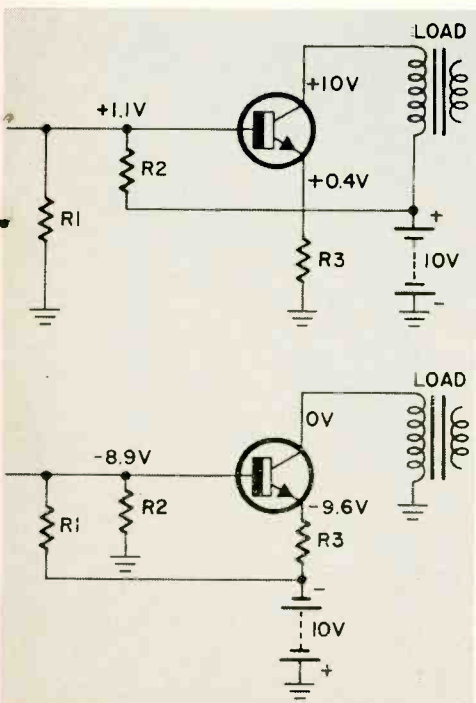 LOAD
+10V
+1.1V
R2
+0.4V
R1
R3
+
10V
-
LOAD
0V
-8.9V
-9.6V
R1
R2
R3
-
10V
+